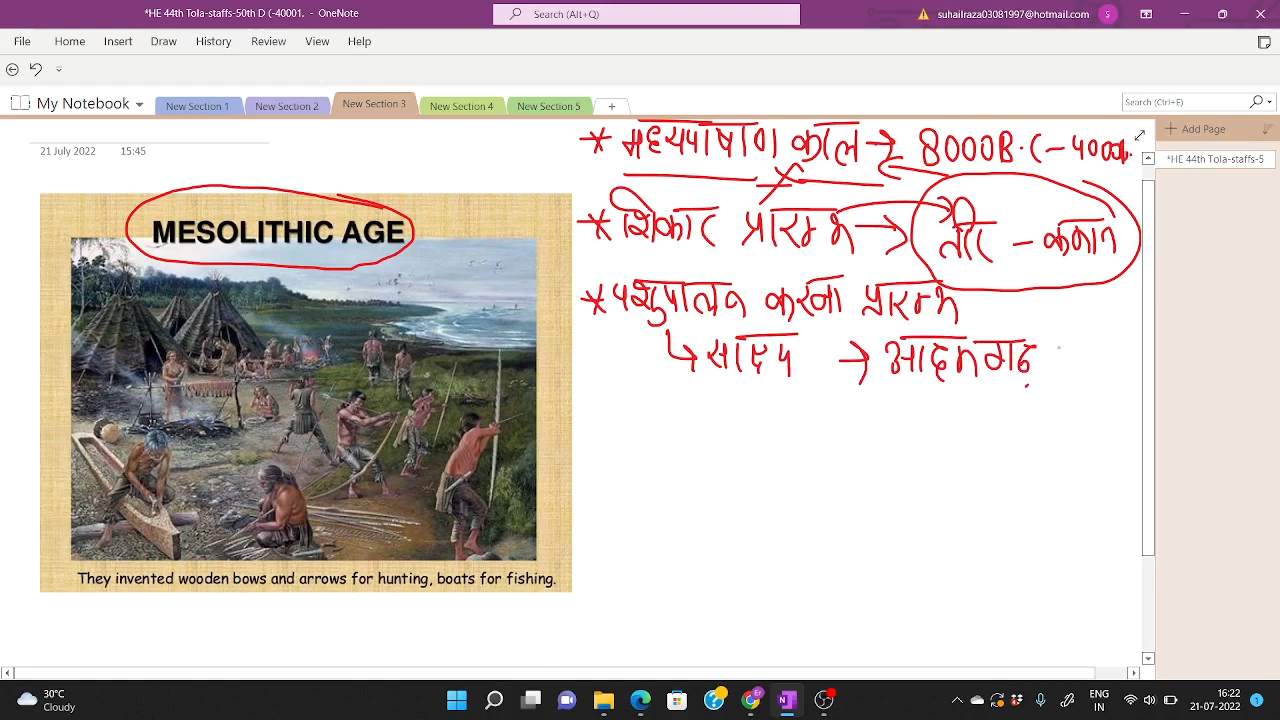 *HE 44th Tola-staffs-50th D (-40001. - OneNote
Search (Alt+Q)
suhailraza03081997@hotmail.com
S
File Home Insert Draw History Review View Help
My Notebook
New Section 1 New Section 2 New Section 3 New Section 4 New Section 5 +
Search (Ctrl+E)
21 July 2022 15:45
Add Page
*HE 44th Tola-staffs-5
MESOLITHIC AGE
They invented wooden bows and arrows for hunting, boats for fishing.
* मध्यपाषाण काल → 8000B.C - 4000
* शिकार प्रारम्भ → तीर - कमान
* पशुपालन करना प्रारम्भ
↳ साक्ष्य → आदमगढ़
30°C
Cloudy
ENG
IN
16:22
21-07-2022